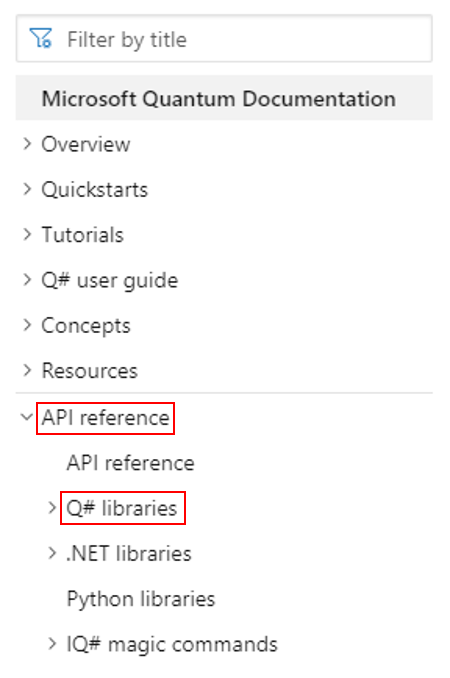 Filter by title
Microsoft Quantum Documentation
Overview
Quickstarts
Tutorials
Q# user guide
Concepts
Resources
API reference
API reference
Q# libraries
.NET libraries
Python libraries
IQ# magic commands